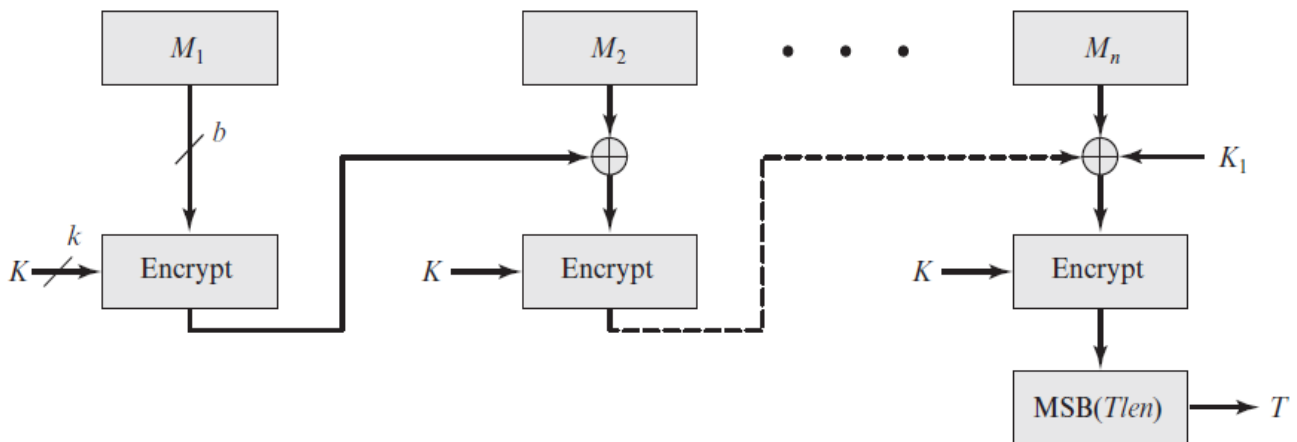 M₁ M₂ • • • Mₙ
b
K₁
k
K Encrypt K Encrypt K Encrypt
MSB(Tlen) T